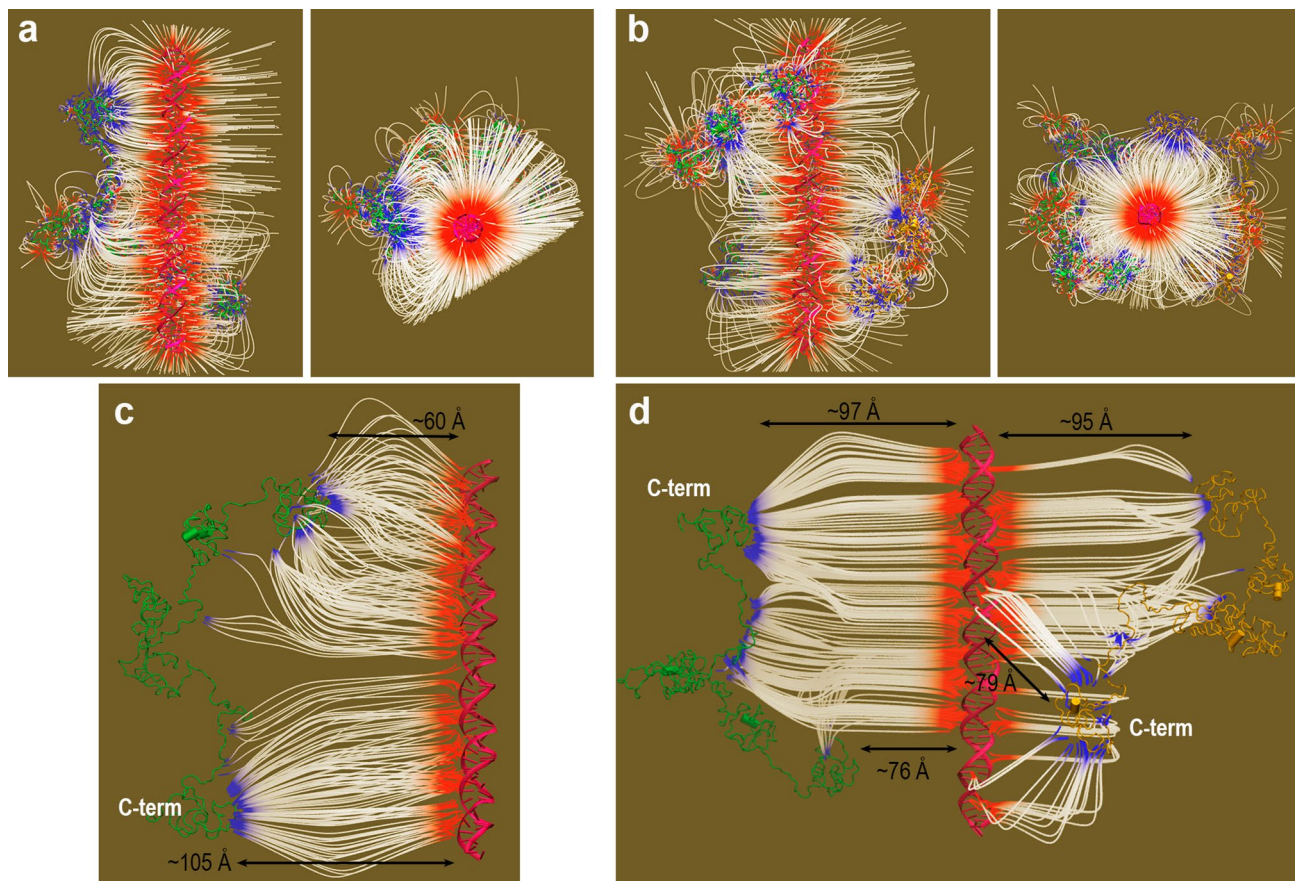 a
b
c
~60 Å
C-term
~105 Å
d
~97 Å
~95 Å
C-term
~79 Å
C-term
~76 Å